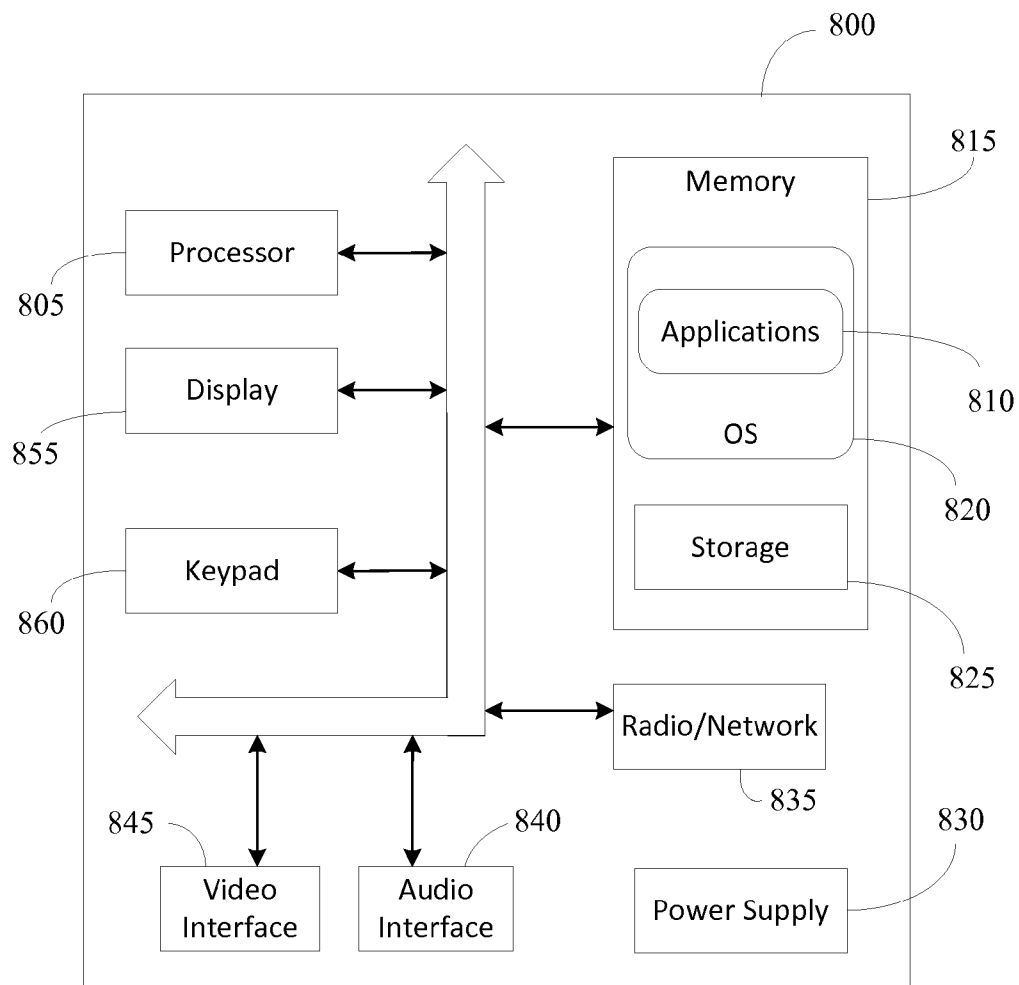 800
815
Memory
Processor
805
Applications
810
Display
855
OS
820
Storage
Keypad
860
825
Radio/Network
835
845
840
830
Video
Interface
Audio
Interface
Power Supply